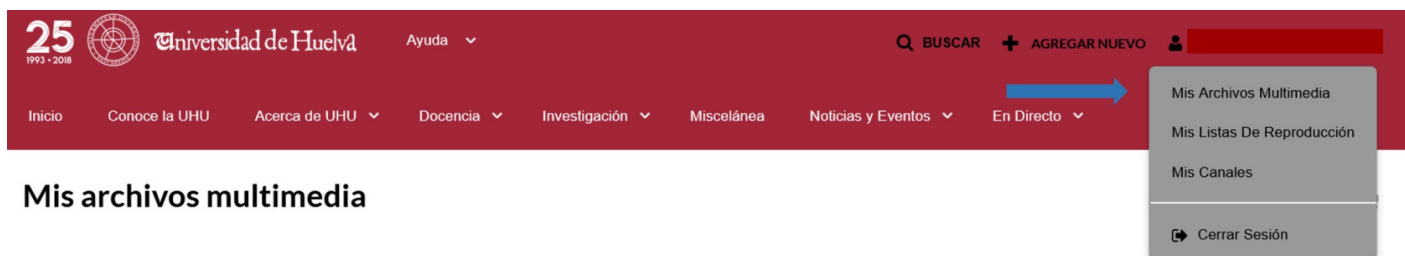 25
1993 • 2018
Universidad de Huelva
Ayuda
BUSCAR
AGREGAR NUEVO
Inicio
Conoce la UHU
Acerca de UHU
Docencia
Investigación
Miscelánea
Noticias y Eventos
En Directo
Mis Archivos Multimedia
Mis Listas De Reproducción
Mis Canales
Cerrar Sesión
Mis archivos multimedia